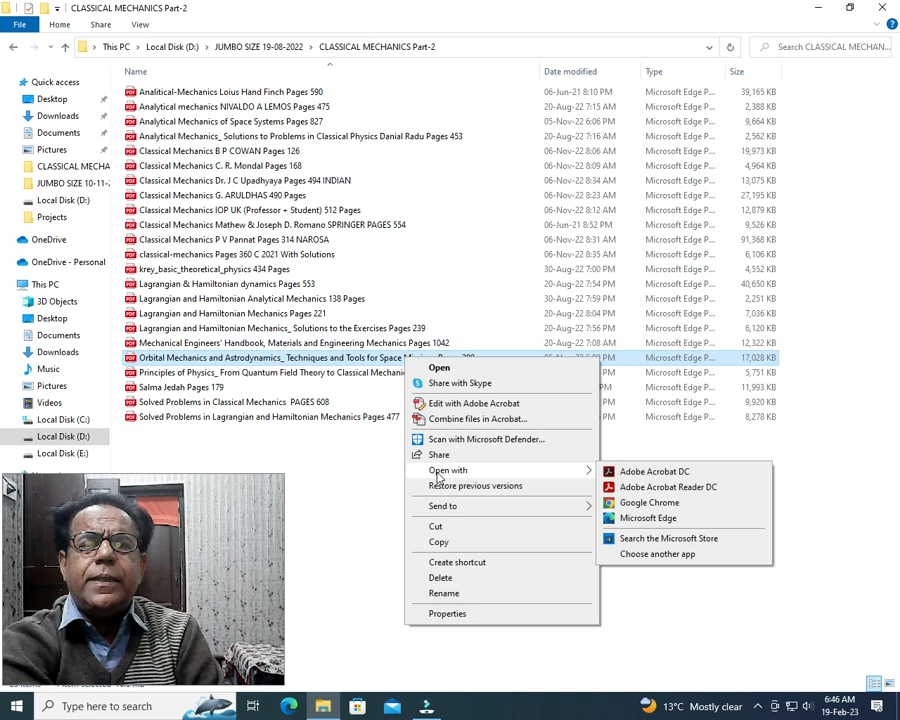 CLASSICAL MECHANICS Part-2
File Home Share View
This PC Local Disk (D:) JUMBO SIZE 19-08-2022 CLASSICAL MECHANICS Part-2
Search CLASSICAL MECHAN...
Name Date modified Type Size
Quick access
Desktop
Downloads
Documents
Pictures
CLASSICAL MECHA
JUMBO SIZE 10-11-2
Local Disk (D:)
Projects
OneDrive
OneDrive - Personal
This PC
3D Objects
Desktop
Documents
Downloads
Music
Pictures
Videos
Local Disk (C:)
Local Disk (D:)
Local Disk (E:)
Analitical-Mechanics Loius Hand Finch Pages 590 06-Jun-21 8:10 PM Microsoft Edge P... 39,165 KB
Analytical mechanics NIVALDO A LEMOS Pages 475 20-Aug-22 7:15 AM Microsoft Edge P... 2,388 KB
Analytical Mechanics of Space Systems Pages 827 05-Nov-22 6:06 PM Microsoft Edge P... 9,664 KB
Analytical Mechanics_ Solutions to Problems in Classical Physics Danial Radu Pages 453 20-Aug-22 7:16 AM Microsoft Edge P... 2,562 KB
Classical Mechanics B P COWAN Pages 126 06-Nov-22 8:06 AM Microsoft Edge P... 19,973 KB
Classical Mechanics C. R. Mondal Pages 168 06-Nov-22 8:09 AM Microsoft Edge P... 4,964 KB
Classical Mechanics Dr. J C Upadhyaya Pages 494 INDIAN 06-Nov-22 8:24 AM Microsoft Edge P... 13,075 KB
Classical Mechanics G. ARULDHAS 490 Pages 06-Nov-22 8:23 AM Microsoft Edge P... 27,195 KB
Classical Mechanics IOP UK (Professor + Student) 512 Pages 06-Nov-22 8:12 AM Microsoft Edge P... 12,879 KB
Classical Mechanics Mathew & Joseph D. Romano SPRINGER PAGES 554 06-Jun-21 8:52 PM Microsoft Edge P... 9,526 KB
Classical Mechanics P V Pannat Pages 314 NAROSA 06-Nov-22 8:31 AM Microsoft Edge P... 91,368 KB
classical-mechanics Pages 360 C 2021 With Solutions 06-Nov-22 8:35 AM Microsoft Edge P... 6,106 KB
krey_basic_theoretical_physics 434 Pages 30-Aug-22 7:00 PM Microsoft Edge P... 4,552 KB
Lagrangian & Hamiltonian dynamics Pages 553 20-Aug-22 7:54 PM Microsoft Edge P... 40,650 KB
Lagrangian and Hamiltonian Analytical Mechanics 138 Pages 30-Jul-22 7:59 PM Microsoft Edge P... 2,251 KB
Lagrangian and Hamiltonian Mechanics Pages 221 20-Aug-22 8:04 PM Microsoft Edge P... 7,036 KB
Lagrangian and Hamiltonian Mechanics_ Solutions to the Exercises Pages 239 20-Aug-22 7:56 PM Microsoft Edge P... 6,120 KB
Mechanical Engineers' Handbook, Materials and Engineering Mechanics Pages 1042 20-Aug-22 7:08 PM Microsoft Edge P... 12,322 KB
Orbital Mechanics and Astrodynamics_ Techniques and Tools for Space Microsoft Edge P... 17,028 KB
Principles of Physics_ From Quantum Field Theory to Classical Mechani Microsoft Edge P... 5,751 KB
Salma Jedah Pages 179 Microsoft Edge P... 11,993 KB
Solved Problems in Classical Mechanics PAGES 608 Microsoft Edge P... 9,920 KB
Solved Problems in Lagrangian and Hamiltonian Mechanics Pages 477 Microsoft Edge P... 8,278 KB
Open
Share with Skype
Edit with Adobe Acrobat
Combine files in Acrobat...
Scan with Microsoft Defender...
Share
Open with
Restore previous versions
Send to
Cut
Copy
Create shortcut
Delete
Rename
Properties
Adobe Acrobat DC
Adobe Acrobat Reader DC
Google Chrome
Microsoft Edge
Search the Microsoft Store
Choose another app
Type here to search
13°C Mostly clear
6:46 AM
19-Feb-23